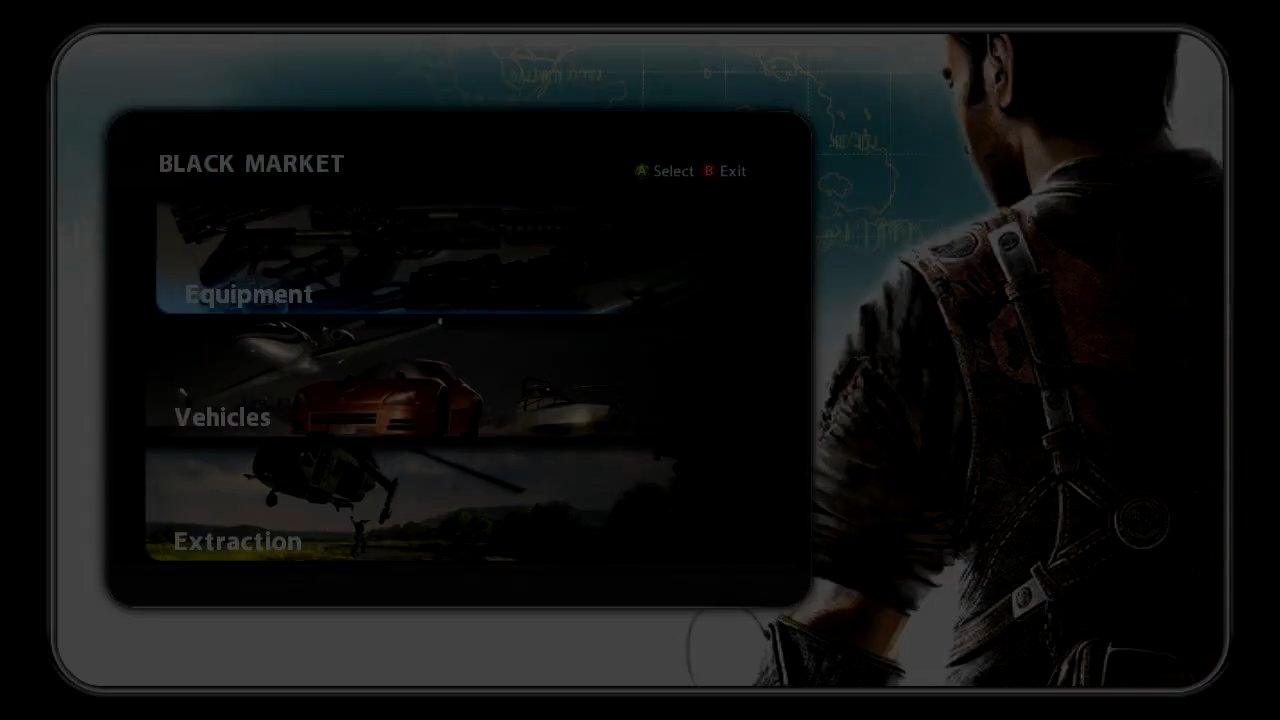 BLACK MARKET
A Select B Exit
Equipment
Vehicles
Extraction